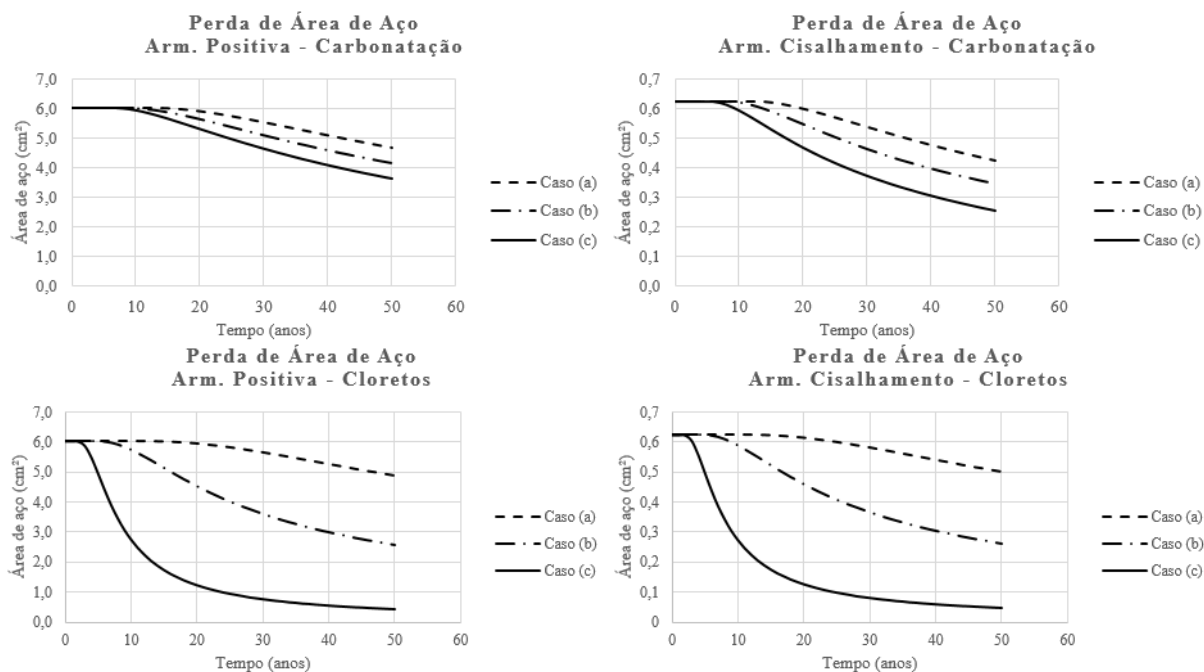 Perda de Área de Aço
Arm. Positiva - Carbonatação
7,0
6,0
5,0
4,0
3,0
2,0
1,0
0,0
Área de aço (cm²)
0 10 20 30 40 50 60
Tempo (anos)
Caso (a)
Caso (b)
Caso (c)
Perda de Área de Aço
Arm. Cisalhamento - Carbonatação
0,7
0,6
0,5
0,4
0,3
0,2
0,1
0,0
Área de aço (cm²)
0 10 20 30 40 50 60
Tempo (anos)
Caso (a)
Caso (b)
Caso (c)
Perda de Área de Aço
Arm. Positiva - Cloretos
7,0
6,0
5,0
4,0
3,0
2,0
1,0
0,0
Área de aço (cm²)
0 10 20 30 40 50 60
Tempo (anos)
Caso (a)
Caso (b)
Caso (c)
Perda de Área de Aço
Arm. Cisalhamento - Cloretos
0,7
0,6
0,5
0,4
0,3
0,2
0,1
0
Área de aço (cm²)
0 10 20 30 40 50 60
Tempo (anos)
Caso (a)
Caso (b)
Caso (c)